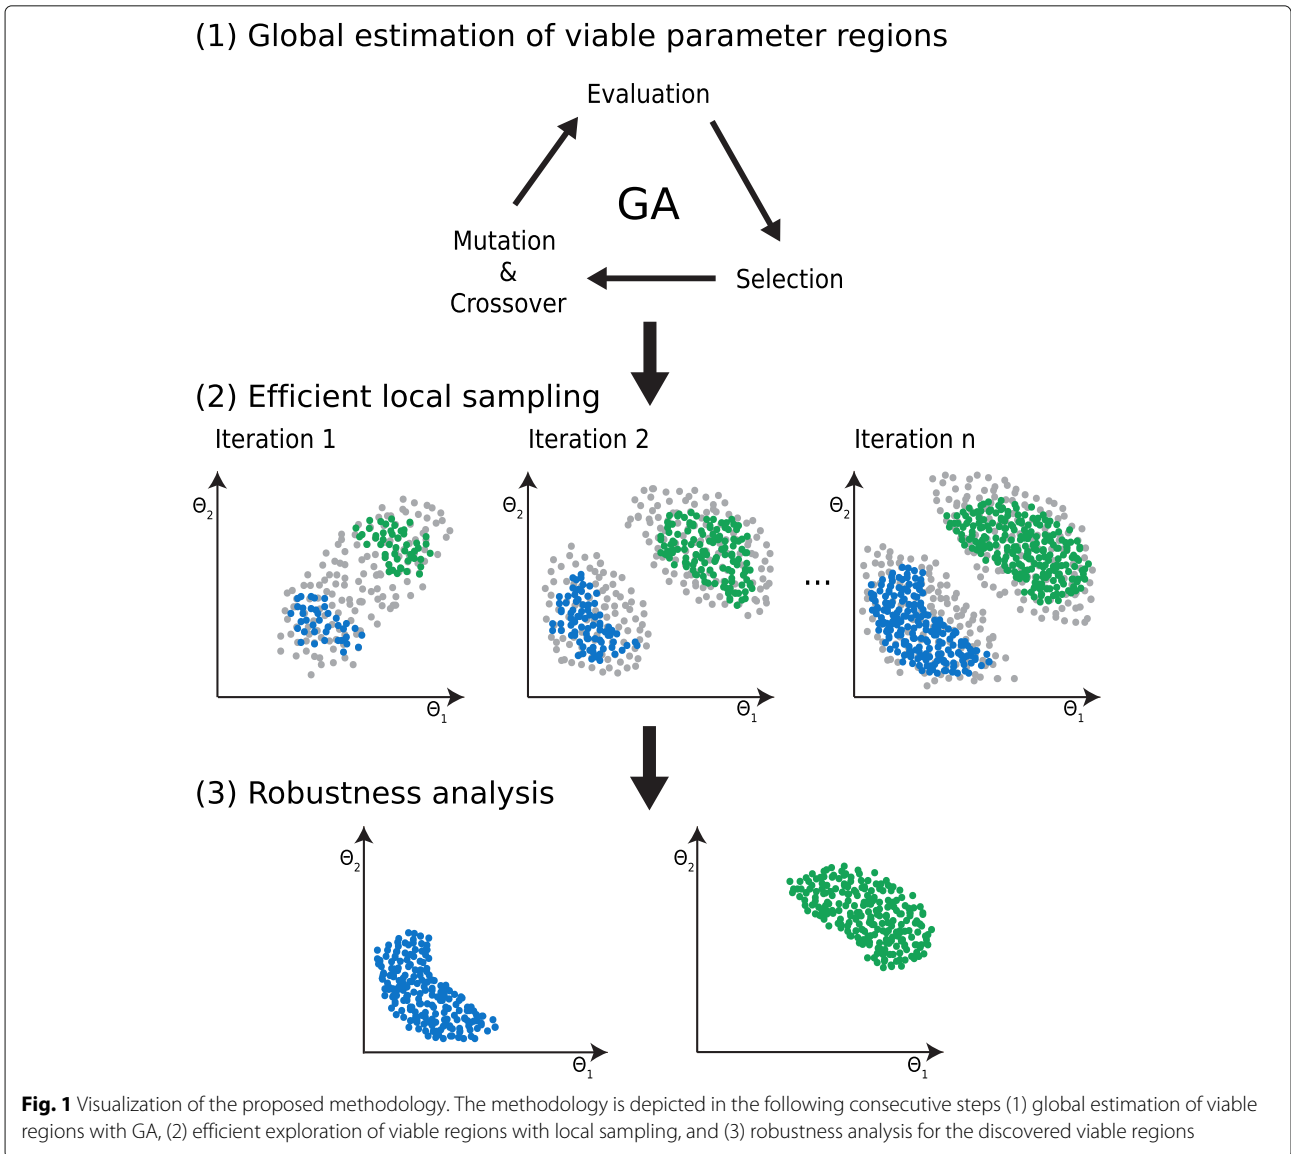 (1) Global estimation of viable parameter regions
Evaluation
GA
Mutation
&
Crossover
Selection
(2) Efficient local sampling
Iteration 1
Iteration 2
Iteration n
Θ2
Θ2
Θ2
...
Θ1
Θ1
Θ1
(3) Robustness analysis
Θ2
Θ2
Θ1
Θ1
Fig. 1 Visualization of the proposed methodology. The methodology is depicted in the following consecutive steps (1) global estimation of viable
regions with GA, (2) efficient exploration of viable regions with local sampling, and (3) robustness analysis for the discovered viable regions